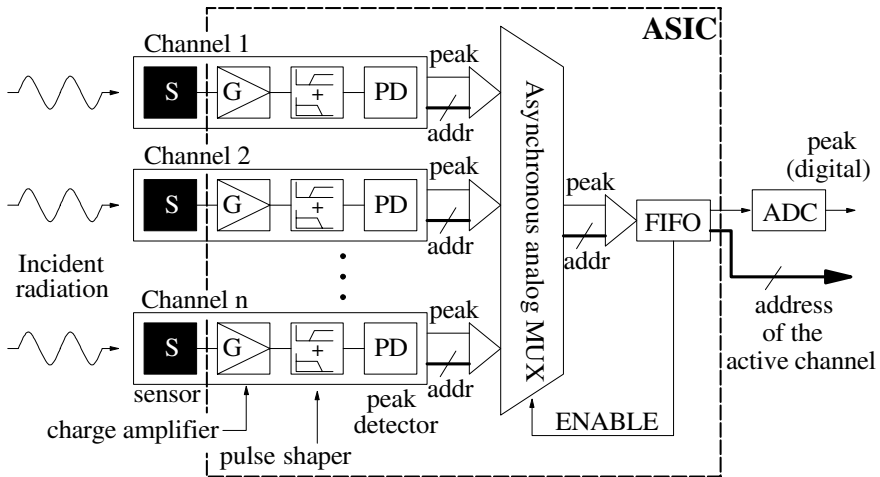 ASIC
Channel 1
S
G
+
PD
peak
addr
Channel 2
S
G
+
PD
peak
addr
Incident
radiation
Channel n
S
G
+
PD
peak
addr
sensor
charge amplifier
pulse shaper
peak
detector
Asynchronous analog MUX
peak
addr
FIFO
ENABLE
peak
(digital)
ADC
address
of the
active channel